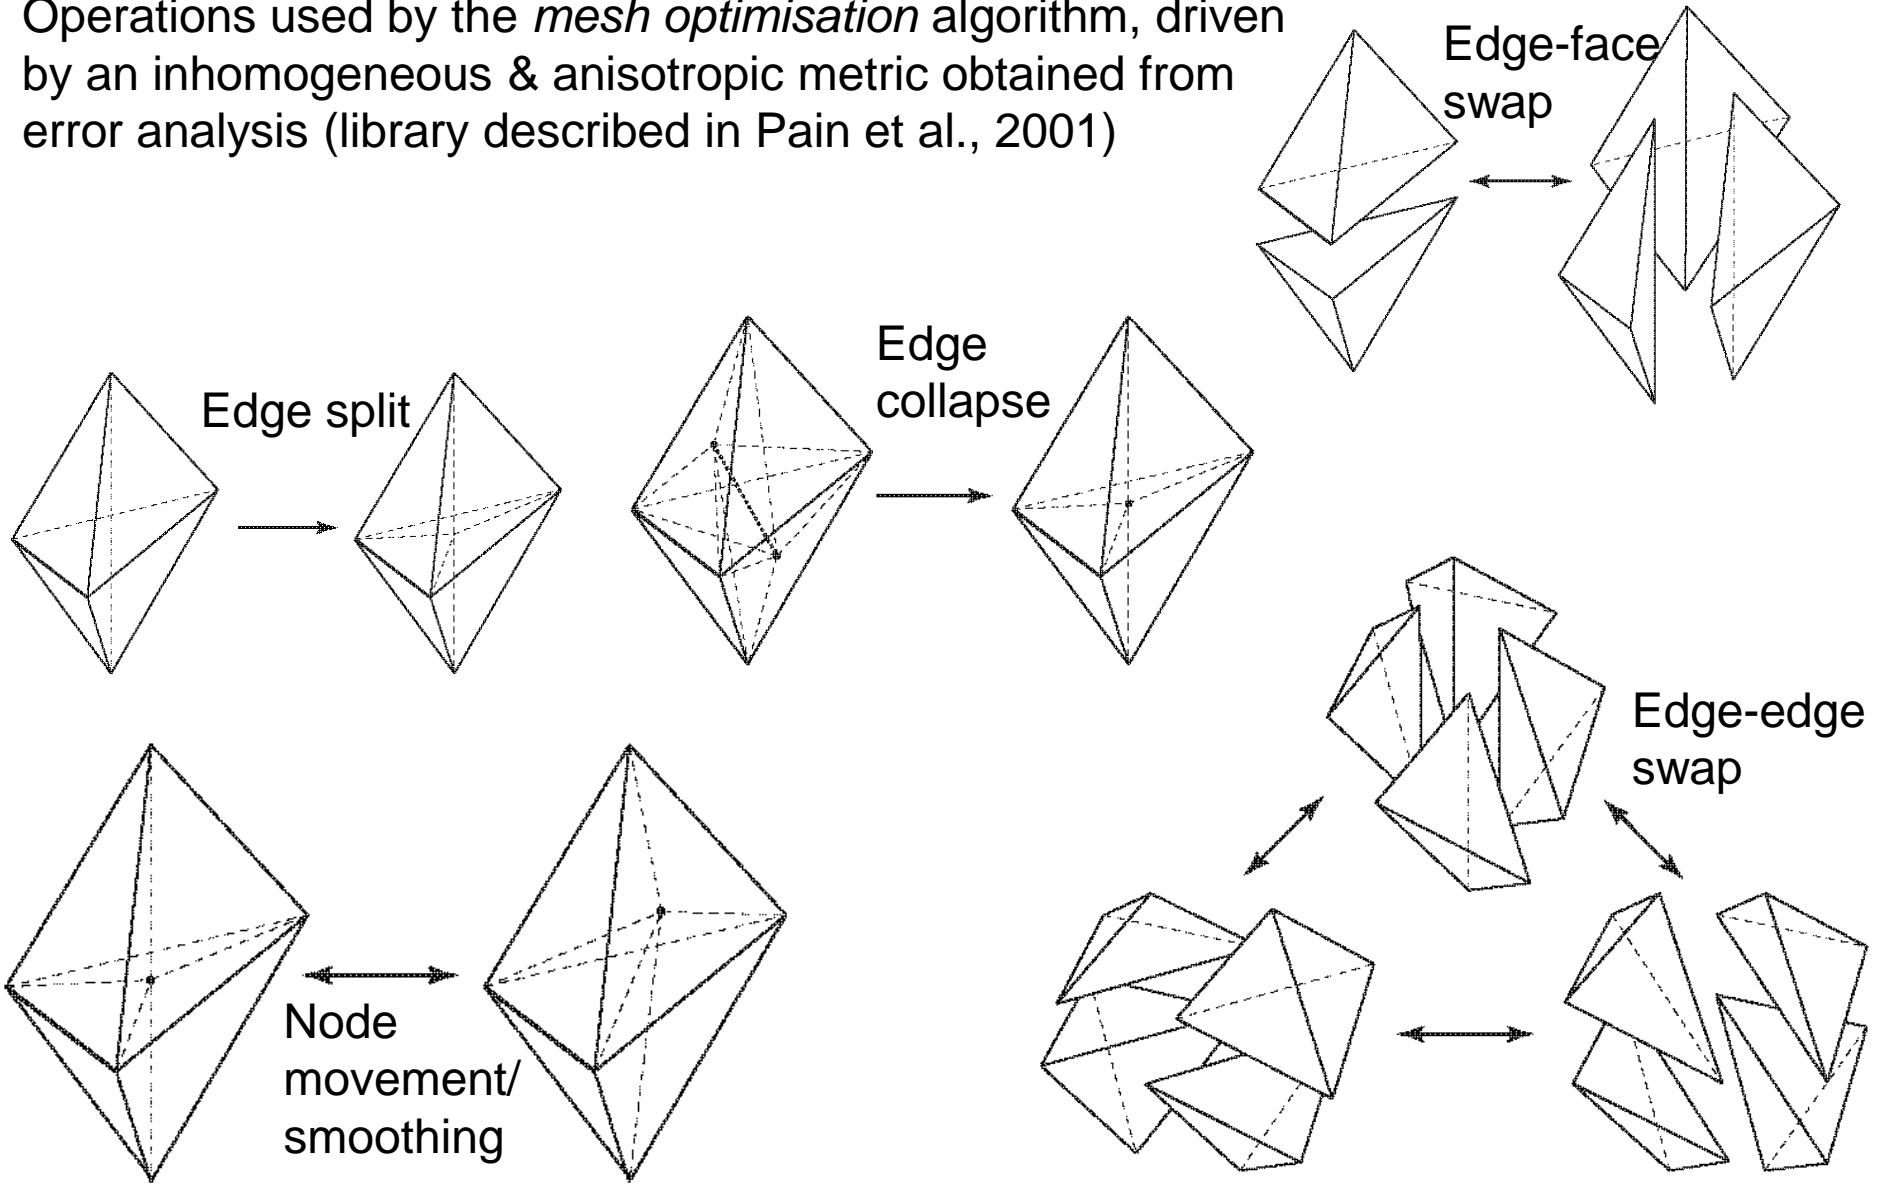 Operations used by the mesh optimisation algorithm, driven
by an inhomogeneous & anisotropic metric obtained from
error analysis (library described in Pain et al., 2001)
Edge-face
swap
Edge split
Edge
collapse
Edge-edge
swap
Node
movement/
smoothing